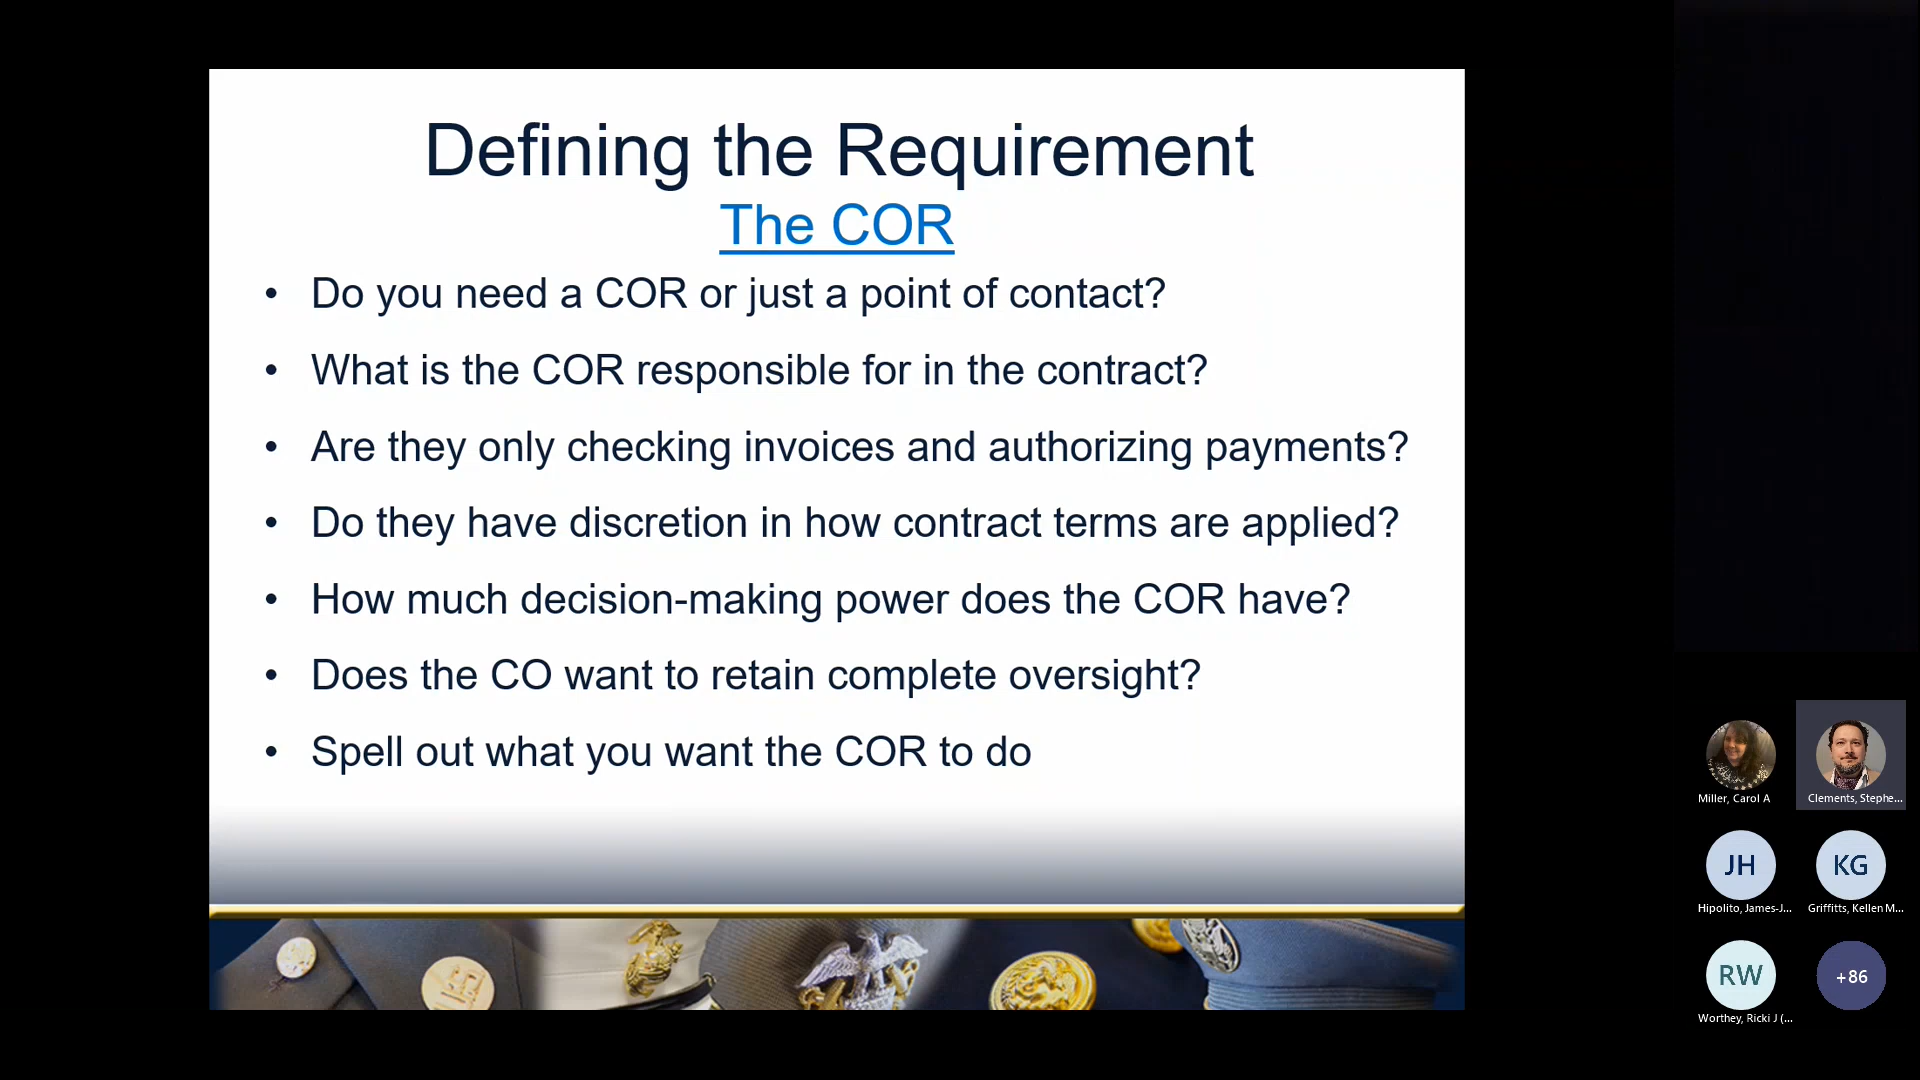 Defining the Requirement
The COR
• Do you need a COR or just a point of contact?
• What is the COR responsible for in the contract?
• Are they only checking invoices and authorizing payments?
• Do they have discretion in how contract terms are applied?
• How much decision-making power does the COR have?
• Does the CO want to retain complete oversight?
• Spell out what you want the COR to do
Miller, Carol A
Clements, Stephe...
JH
KG
Hipolito, James-J...
Griffitts, Kellen M...
RW
+86
Worthey, Ricki J (...